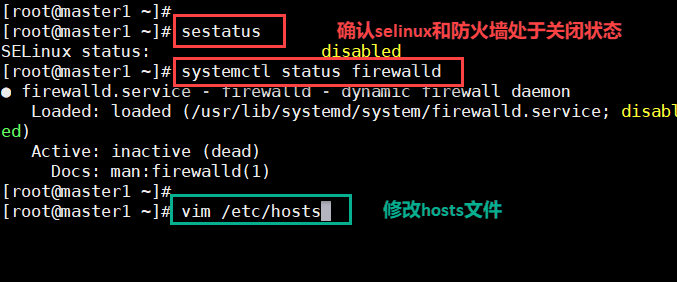 [root@master1 ~]#
[root@master1 ~]# sestatus 确认selinux和防火墙处于关闭状态
SELinux status: disabled
[root@master1 ~]# systemctl status firewalld
● firewalld.service - firewalld - dynamic firewall daemon
Loaded: loaded (/usr/lib/systemd/system/firewalld.service; disabl
ed)
Active: inactive (dead)
Docs: man:firewalld(1)
[root@master1 ~]#
[root@master1 ~]# vim /etc/hosts 修改hosts文件